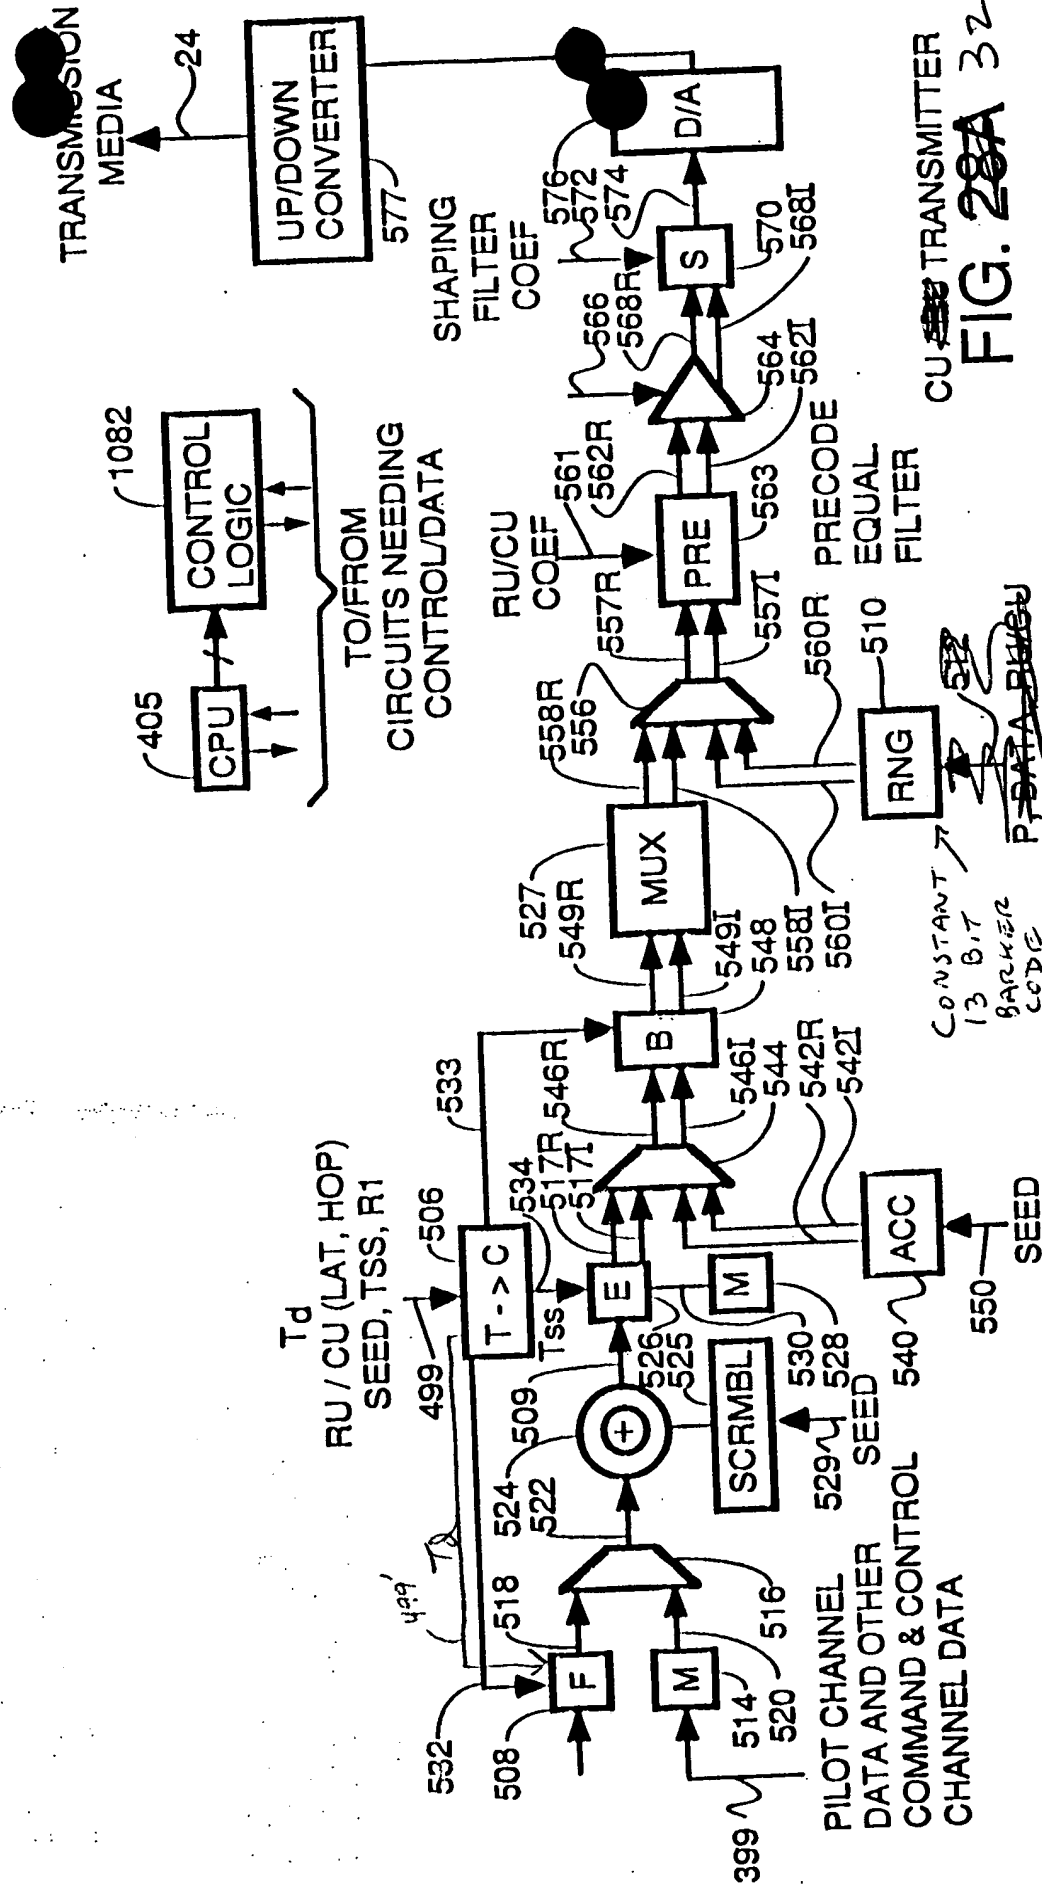 TRANSMISSION
MEDIA
24
UP/DOWN
CONVERTER
577
1082
405
CPU
CONTROL
LOGIC
TO/FROM
CIRCUITS NEEDING
CONTROL/DATA
SHAPING
FILTER
COEF
576
572
574
D/A
S
570
568I
566
568R
564
562I
RU/CU
COEF
561
562R
PRE
563
PRECODE
EQUAL.
FILTER
557R
557I
558R
556
560R
510
RNG
CONSTANT
13 BIT
BARKER
CODE
527
549R
MUX
549I
548
558I
560I
533
546R
B
546I
544
542R
542I
Td
RU / CU (LAT, HOP)
SEED, TSS, R1
499
506
T -> C
534
517R
517I
Tss
E
509
526
525
M
530
528
540
ACC
550
SEED
524
522
+
SCRMBL
529
SEED
499'
Td
532
508
518
F
M
514
520
516
399
PILOT CHANNEL
DATA AND OTHER
COMMAND & CONTROL
CHANNEL DATA
CU TRANSMITTER
FIG. 28A 32